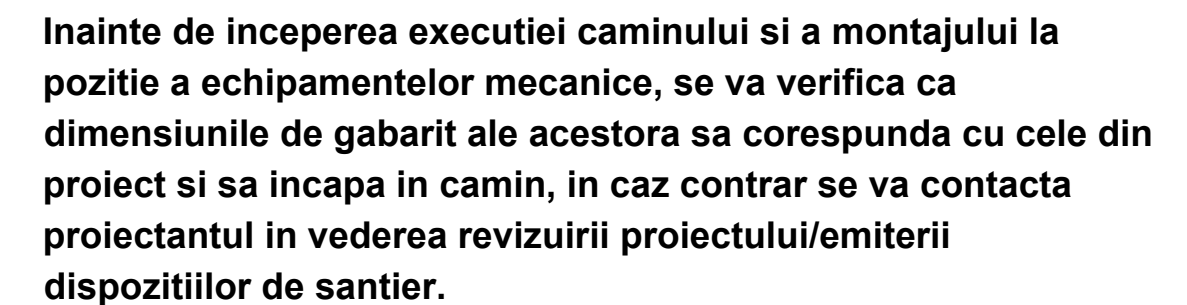 Inainte de inceperea executiei caminului si a montajului la
pozitie a echipamentelor mecanice, se va verifica ca
dimensiunile de gabarit ale acestora sa corespunda cu cele din
proiect si sa incapa in camin, in caz contrar se va contacta
proiectantul in vederea revizuirii proiectului/emiterii
dispozitiilor de santier.